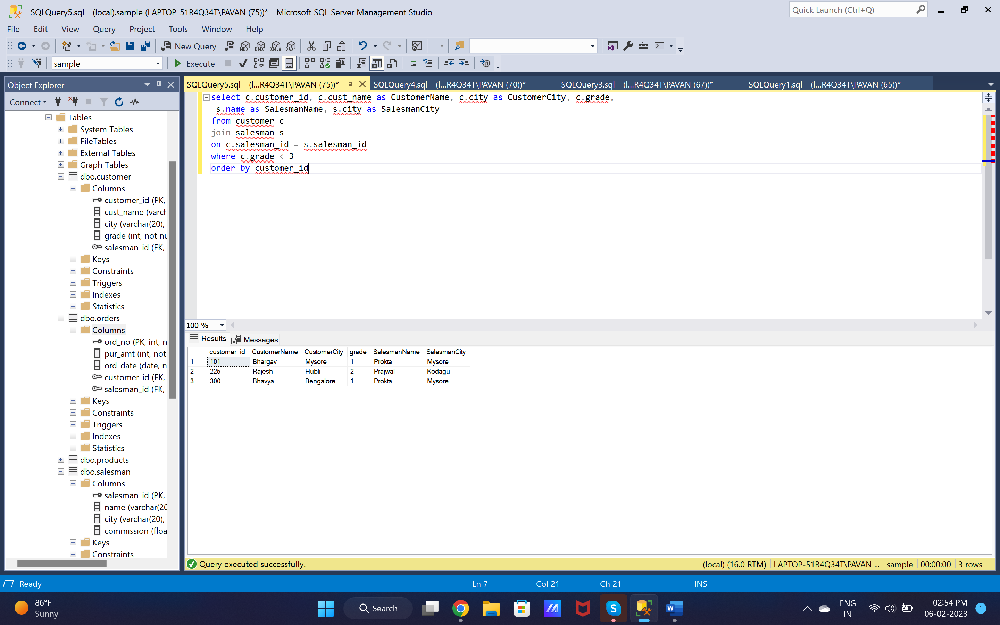 SQLQuery5.sql - (local).sample (LAPTOP-51R4Q34T\PAVAN (75))* - Microsoft SQL Server Management Studio
Quick Launch (Ctrl+Q)
File Edit View Query Project Tools Window Help
New Query MDX DMX XMLA DAX
sample Execute
Object Explorer
Connect
Tables
System Tables
FileTables
External Tables
Graph Tables
dbo.customer
Columns
customer_id (PK,
cust_name (varch
city (varchar(20),
grade (int, not nu
salesman_id (FK,
Keys
Constraints
Triggers
Indexes
Statistics
dbo.orders
Columns
ord_no (PK, int, n
pur_amt (int, not
ord_date (date, n
customer_id (FK,
salesman_id (FK,
Keys
Constraints
Triggers
Indexes
Statistics
dbo.products
dbo.salesman
Columns
salesman_id (PK,
name (varchar(20
city (varchar(20),
commission (floa
Keys
Constraints
SQLQuery5.sql - (l...R4Q34T\PAVAN (75))* SQLQuery4.sql - (l...R4Q34T\PAVAN (70))* SQLQuery3.sql - (l...R4Q34T\PAVAN (67))* SQLQuery1.sql - (l...R4Q34T\PAVAN (65))*
select c.customer_id, c.cust_name as CustomerName, c.city as CustomerCity, c.grade,
s.name as SalesmanName, s.city as SalesmanCity
from customer c
join salesman s
on c.salesman_id = s.salesman_id
where c.grade < 3
order by customer_id
100 %
Results Messages
customer_id CustomerName CustomerCity grade SalesmanName SalesmanCity
1 101 Bhargav Mysore 1 Prokta Mysore
2 225 Rajesh Hubli 2 Prajwal Kodagu
3 300 Bhavya Bengalore 1 Prokta Mysore
Query executed successfully. (local) (16.0 RTM) LAPTOP-51R4Q34T\PAVAN ... sample 00:00:00 3 rows
Ready Ln 7 Col 21 Ch 21 INS
86°F
Sunny
Search
ENG
IN
02:54 PM
06-02-2023
1